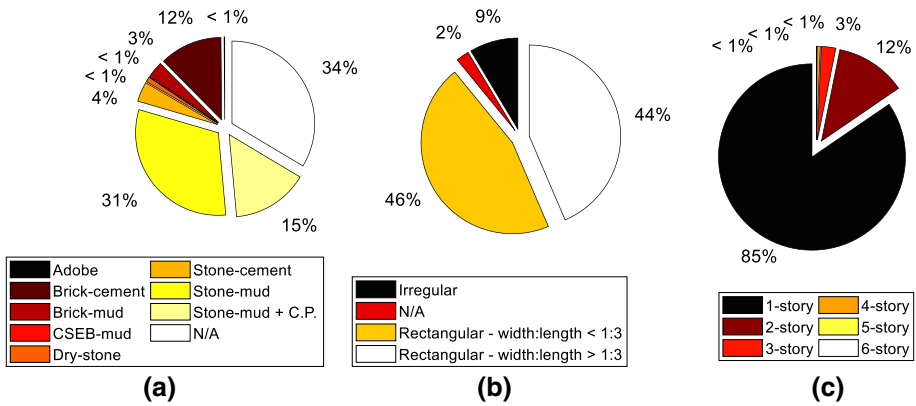 12%
< 1%
3%
< 1%
< 1%
4%
31%
15%
34%
Adobe
Brick-cement
Brick-mud
CSEB-mud
Dry-stone
Stone-cement
Stone-mud
Stone-mud + C.P.
N/A
(a)
9%
2%
46%
44%
Irregular
N/A
Rectangular - width:length < 1:3
Rectangular - width:length > 1:3
(b)
< 1%
< 1%
< 1%
3%
12%
85%
1-story
2-story
3-story
4-story
5-story
6-story
(c)